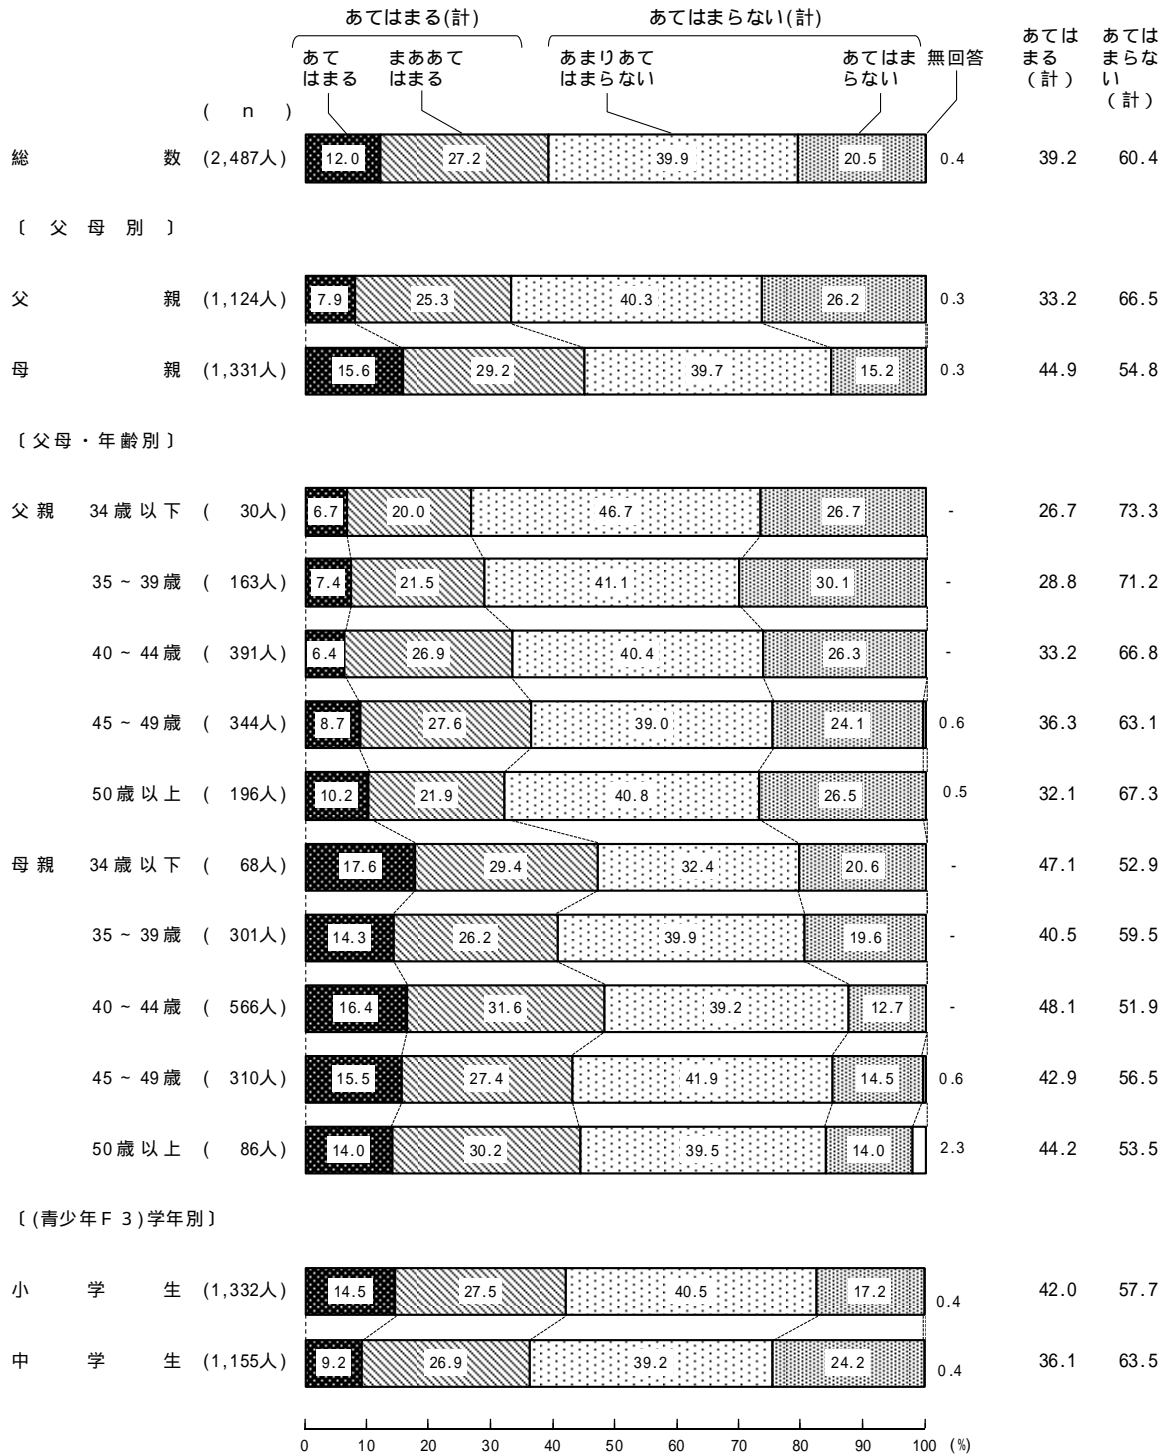 あてはまる(計) あてはまらない(計)
あて
はまる
まああて
はまる
あまりあて
はまらない
あてはま
らない
無回答
あては
まる
(計)
あては
まらな
い
(計)
( n )
総 数 (2,487人) 12.0 27.2 39.9 20.5 0.4 39.2 60.4
〔 父 母 別 〕
父 親 (1,124人) 7.9 25.3 40.3 26.2 0.3 33.2 66.5
母 親 (1,331人) 15.6 29.2 39.7 15.2 0.3 44.9 54.8
〔父母・年齢別〕
父親 34歳以下 ( 30人) 6.7 20.0 46.7 26.7 - 26.7 73.3
35~39歳 ( 163人) 7.4 21.5 41.1 30.1 - 28.8 71.2
40~44歳 ( 391人) 6.4 26.9 40.4 26.3 - 33.2 66.8
45~49歳 ( 344人) 8.7 27.6 39.0 24.1 0.6 36.3 63.1
50歳以上 ( 196人) 10.2 21.9 40.8 26.5 0.5 32.1 67.3
母親 34歳以下 ( 68人) 17.6 29.4 32.4 20.6 - 47.1 52.9
35~39歳 ( 301人) 14.3 26.2 39.9 19.6 - 40.5 59.5
40~44歳 ( 566人) 16.4 31.6 39.2 12.7 - 48.1 51.9
45~49歳 ( 310人) 15.5 27.4 41.9 14.5 0.6 42.9 56.5
50歳以上 ( 86人) 14.0 30.2 39.5 14.0 2.3 44.2 53.5
〔(青少年F3)学年別〕
小 学 生 (1,332人) 14.5 27.5 40.5 17.2 0.4 42.0 57.7
中 学 生 (1,155人) 9.2 26.9 39.2 24.2 0.4 36.1 63.5
0 10 20 30 40 50 60 70 80 90 100 (%)